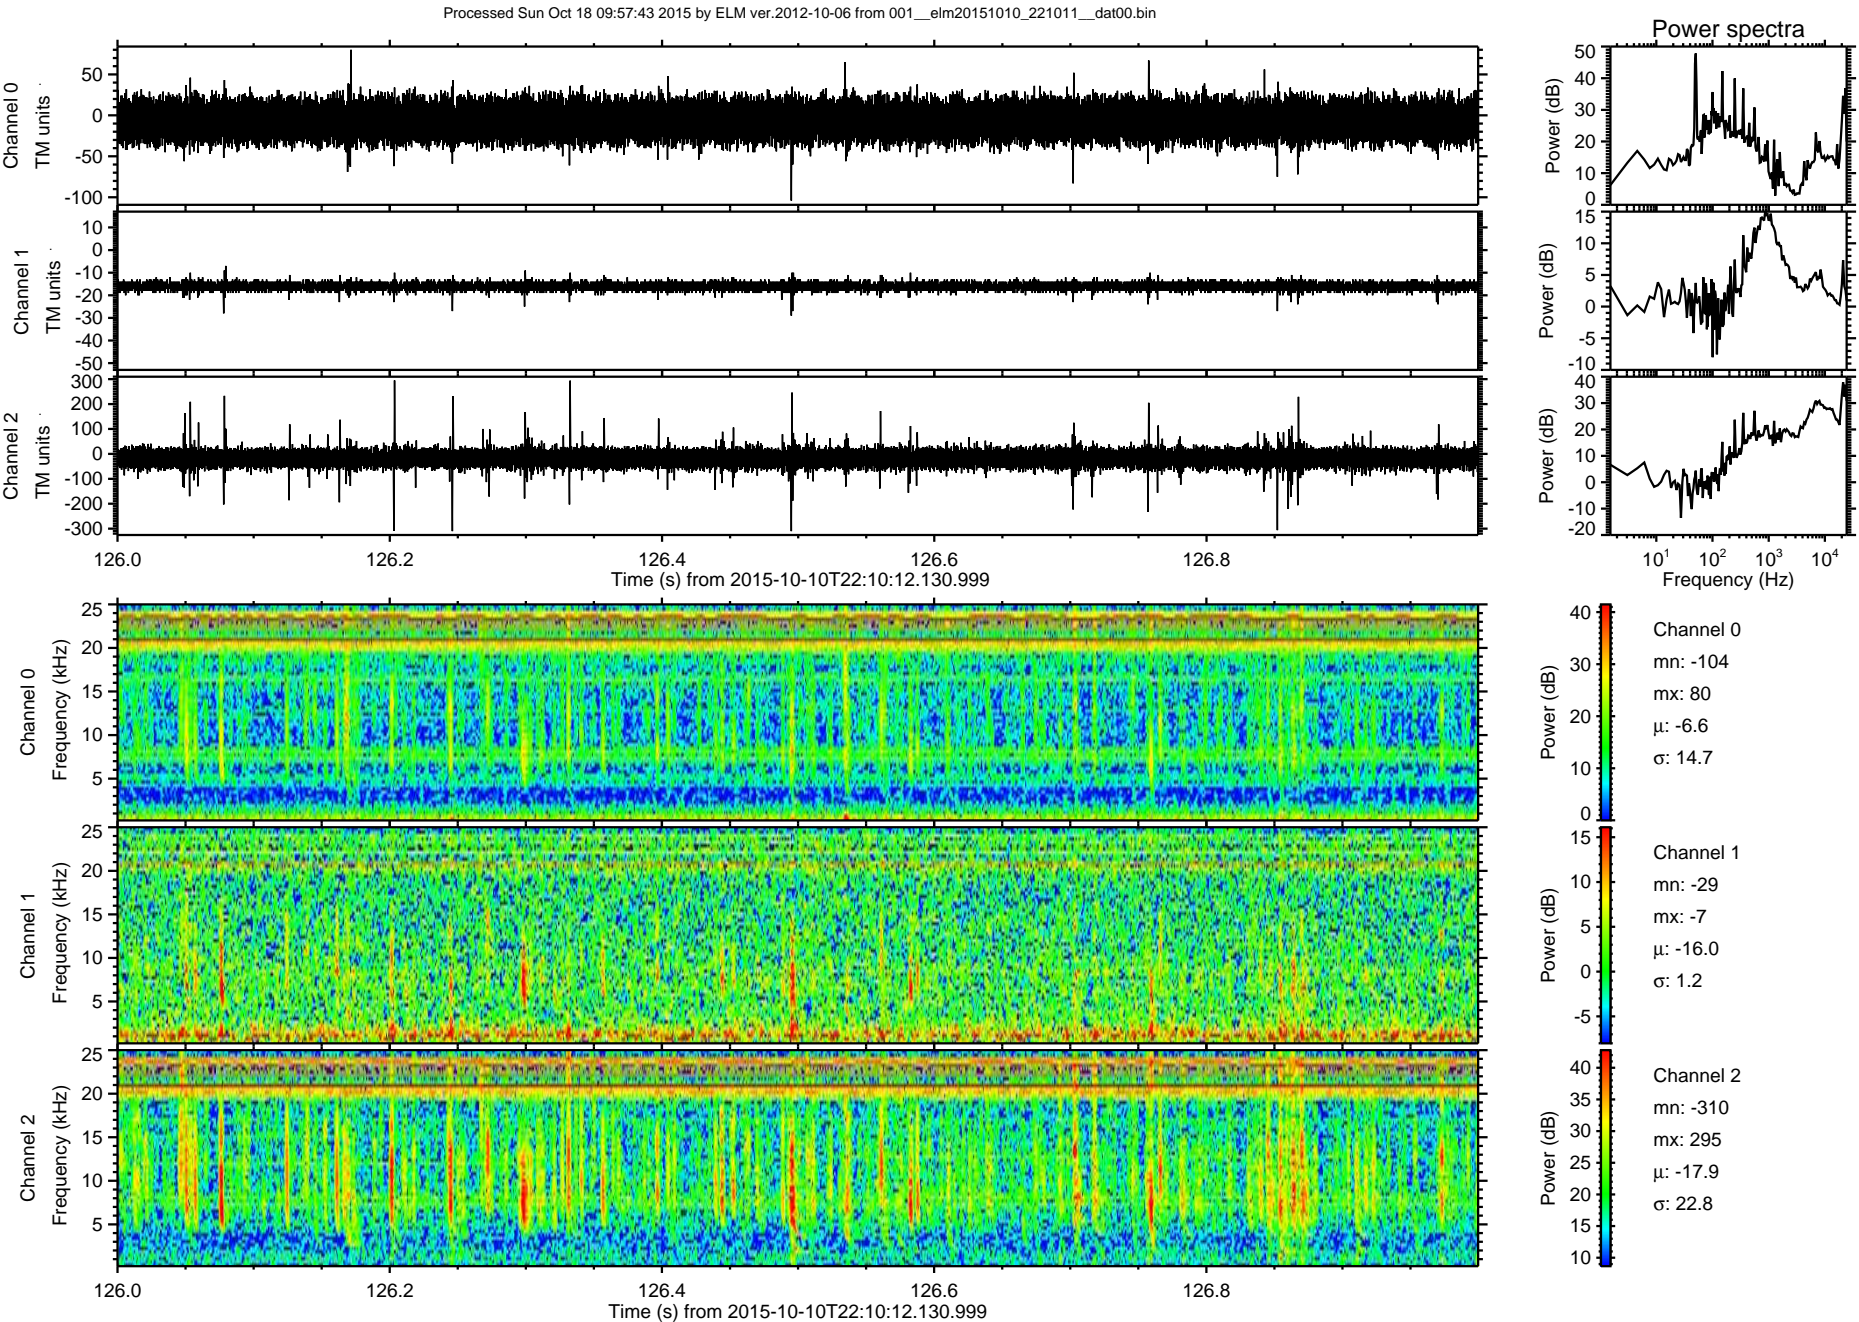 Processed Sun Oct 18 09:57:43 2015 by ELM ver.2012-10-06 from 001__elm20151010_221011__dat00.bin
Power spectra
Channel 0
TM units
50
0
-50
-100
Power (dB)
50
40
30
20
10
0
Channel 1
TM units
10
0
-10
-20
-30
-40
-50
Power (dB)
15
10
5
0
-5
-10
Channel 2
TM units
300
200
100
0
-100
-200
-300
Power (dB)
40
30
20
10
0
-10
-20
126.0 126.2 126.4 126.6 126.8
Time (s) from 2015-10-10T22:10:12.130.999
10¹ 10² 10³ 10⁴
Frequency (Hz)
Channel 0
Frequency (kHz)
25
20
15
10
5
Power (dB)
40
30
20
10
0
Channel 0
mn: -104
mx: 80
μ: -6.6
σ: 14.7
Channel 1
Frequency (kHz)
25
20
15
10
5
Power (dB)
15
10
5
0
-5
Channel 1
mn: -29
mx: -7
μ: -16.0
σ: 1.2
Channel 2
Frequency (kHz)
25
20
15
10
5
Power (dB)
40
35
30
25
20
15
10
Channel 2
mn: -310
mx: 295
μ: -17.9
σ: 22.8
126.0 126.2 126.4 126.6 126.8
Time (s) from 2015-10-10T22:10:12.130.999